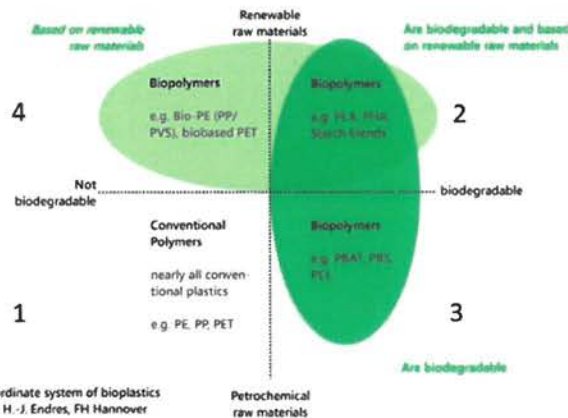 Based on renewable
raw materials
Renewable
raw materials
Are biodegradable and based
on renewable raw materials
4
Biopolymers
e.g. Bio-PE (PP/
PVS), biobased PET
Biopolymers
e.g. PLA, PHA,
Starch blends
2
Not
biodegradable
biodegradable
Conventional
Polymers
nearly all conven-
tional plastics
e.g. PE, PP, PET
Biopolymers
e.g. PBAT, PBS,
1
3
Are biodegradable
rdinate system of bioplastics
H.-J. Endres, FH Hannover
Petrochemical
raw materials